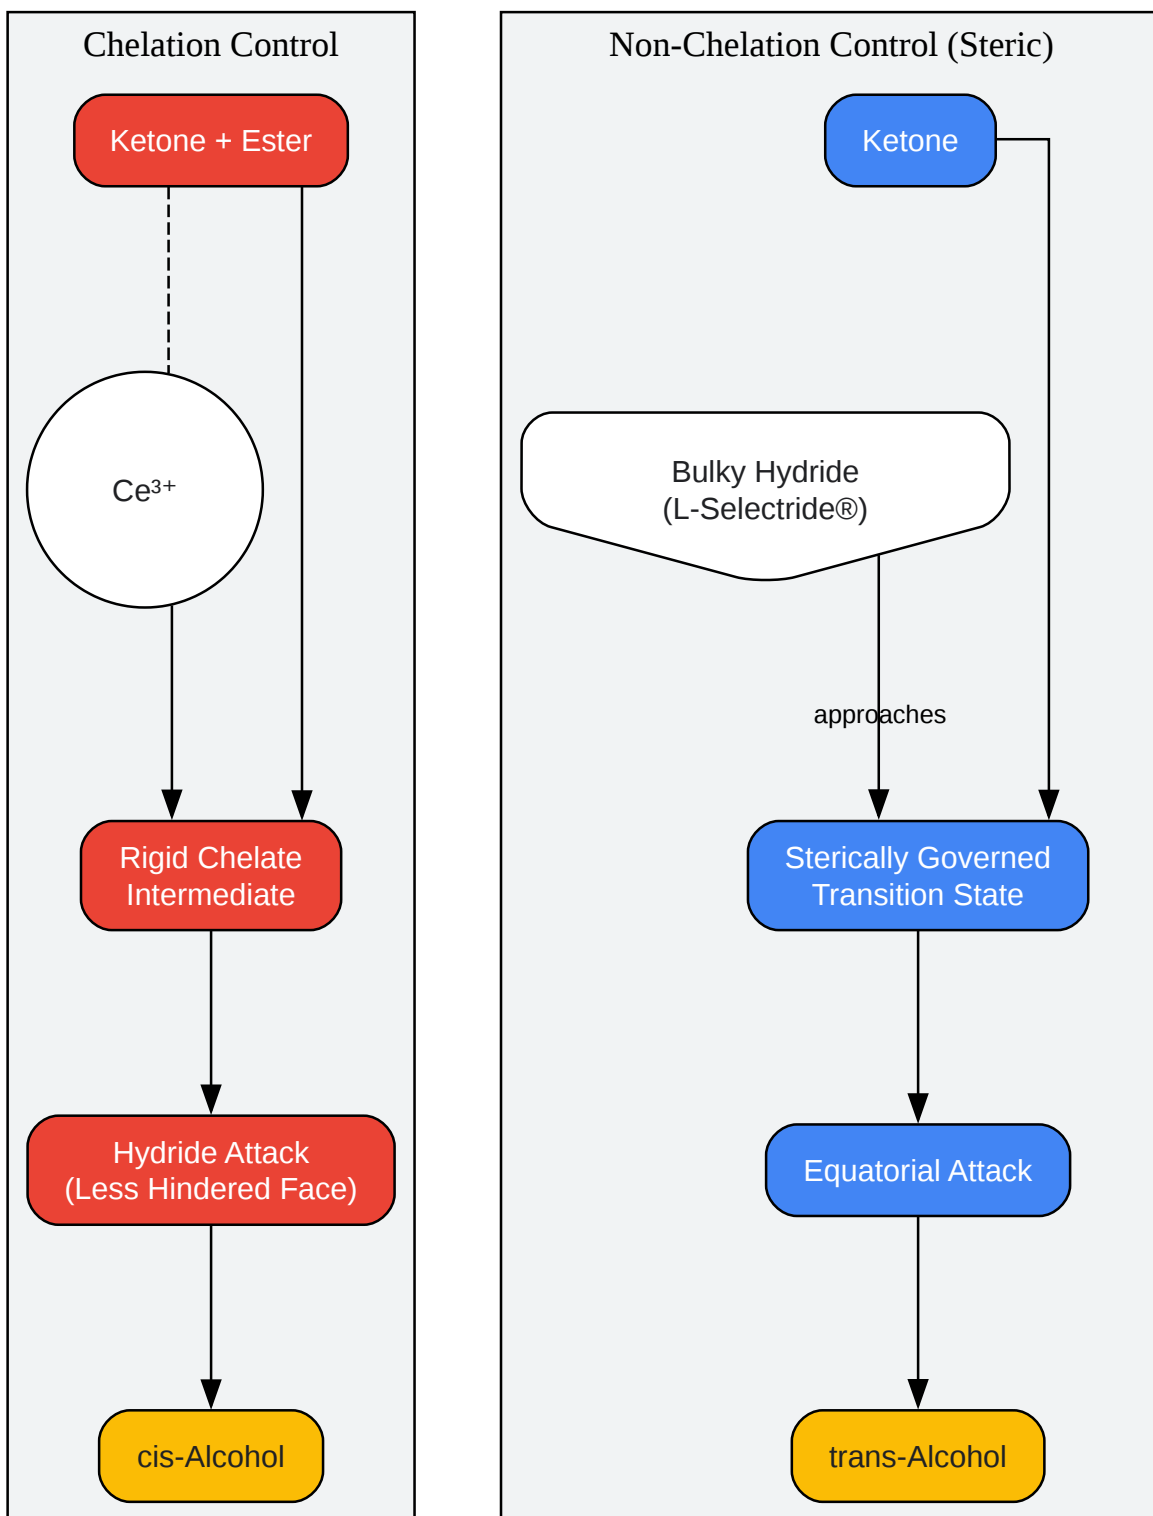 Chelation Control
Ketone + Ester
Ce³⁺
Rigid Chelate
Intermediate
Hydride Attack
(Less Hindered Face)
cis-Alcohol
Non-Chelation Control (Steric)
Ketone
Bulky Hydride
(L-Selectride®)
approaches
Sterically Governed
Transition State
Equatorial Attack
trans-Alcohol